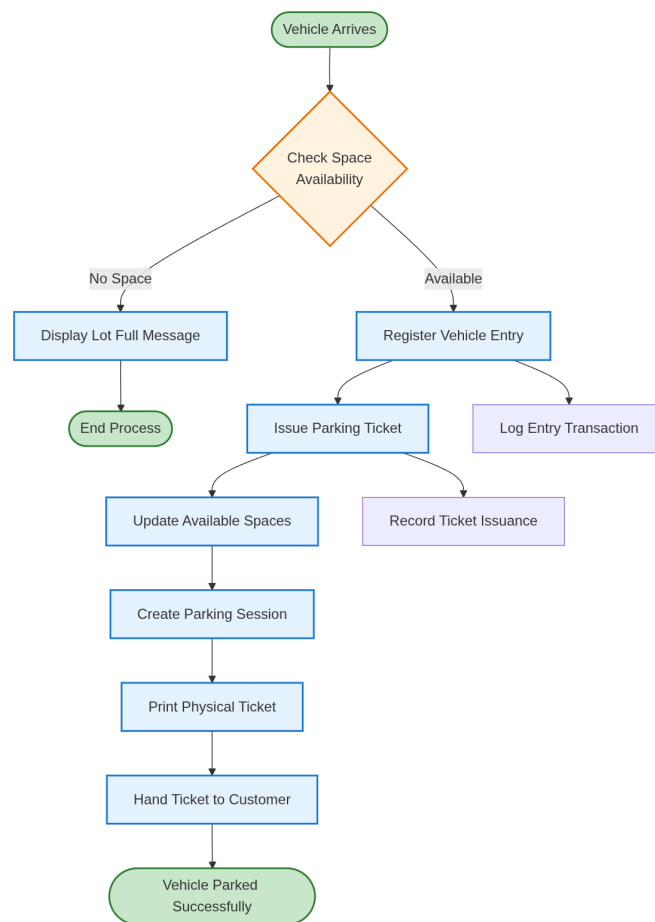 Vehicle Arrives
Check Space
Availability
No Space
Available
Display Lot Full Message
Register Vehicle Entry
End Process
Issue Parking Ticket
Log Entry Transaction
Update Available Spaces
Record Ticket Issuance
Create Parking Session
Print Physical Ticket
Hand Ticket to Customer
Vehicle Parked
Successfully